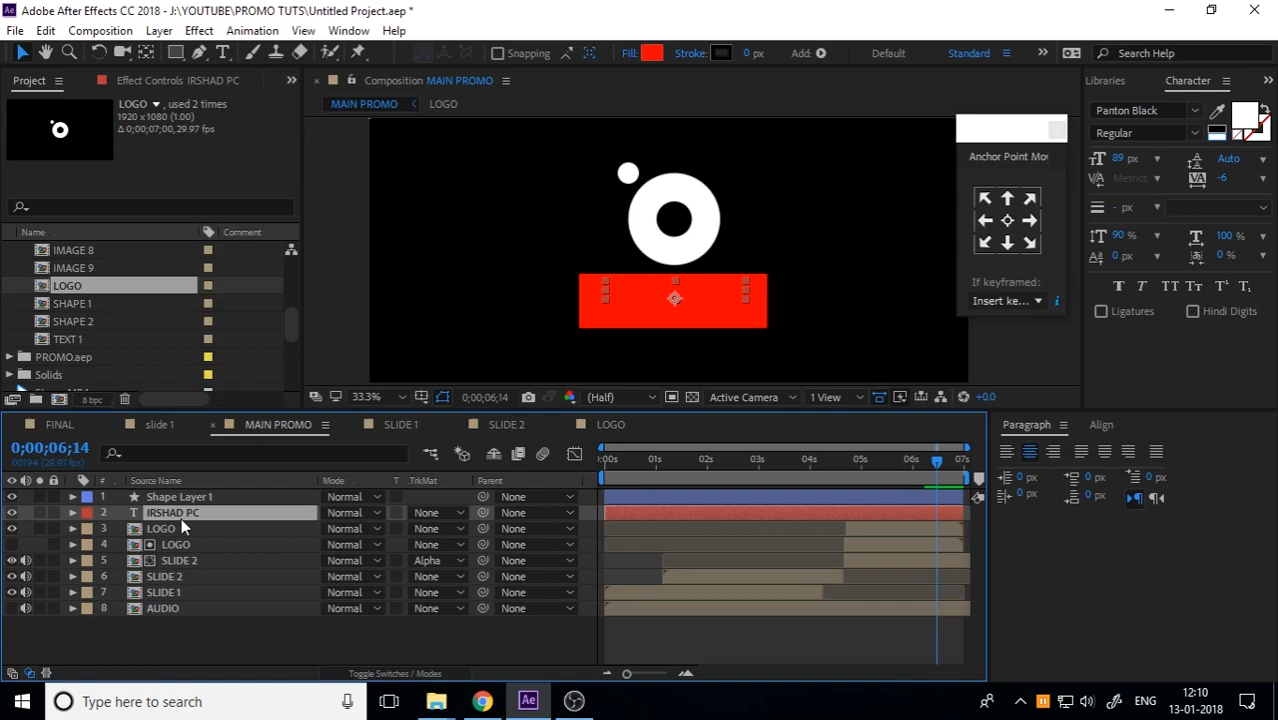 Adobe After Effects CC 2018 - J:\YOUTUBE\PROMO TUTS\Untitled Project.aep *
File Edit Composition Layer Effect Animation View Window Help
Snapping Fill: Stroke: 0 px Add: Default Standard Search Help
Project Effect Controls IRSHAD PC Composition MAIN PROMO Libraries Character
LOGO , used 2 times
1920 x 1080 (1.00)
Δ 0;00;07;00, 29.97 fps
MAIN PROMO LOGO
Panton Black
Regular
Anchor Point Mov
89 px Auto
Metrics -6
- px
90 % 100 %
0 px 0 %
If keyframed:
Insert ke...
Ligatures Hindi Digits
Name Comment
IMAGE 8
IMAGE 9
LOGO
SHAPE 1
SHAPE 2
TEXT 1
PROMO.aep
Solids
8 bpc
33.3% 0;00;06;14 (Half) Active Camera 1 View +0.0
FINAL slide 1 MAIN PROMO SLIDE 1 SLIDE 2 LOGO
Paragraph Align
0;00;06;14
00194 (29.97 fps)
# Source Name Mode T .TrkMat Parent
:00s 01s 02s 03s 04s 05s 06s 07s
0 px 0 px 0 px
0 px 0 px
1 Shape Layer 1 Normal None
2 T IRSHAD PC Normal None None
3 LOGO Normal None None
4 LOGO Normal None None
5 SLIDE 2 Normal Alpha None
6 SLIDE 2 Normal None None
7 SLIDE 1 Normal None None
8 AUDIO Normal None None
Toggle Switches / Modes
Type here to search
Ae
ENG
12:10
13-01-2018